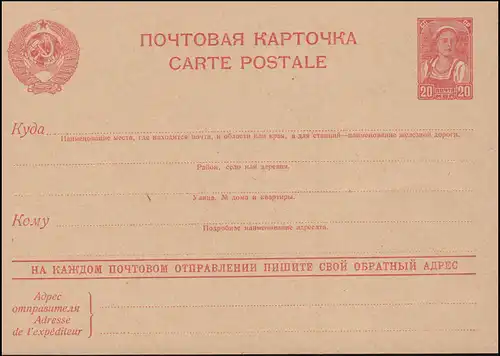 ПОЧТОВАЯ КАРТОЧКА
CARTE POSTALE
20 20
Куда
Наименование места, где находится почта, и области или края, а для станций—наименование железной дороги.
Район, село или деревня.
Улица, № дома и квартиры.
Кому
Подробное наименование адресата.
НА КАЖДОМ ПОЧТОВОМ ОТПРАВЛЕНИИ ПИШИТЕ СВОЙ ОБРАТНЫЙ АДРЕС
Адрес
отправителя
Adresse
de l'expéditeur